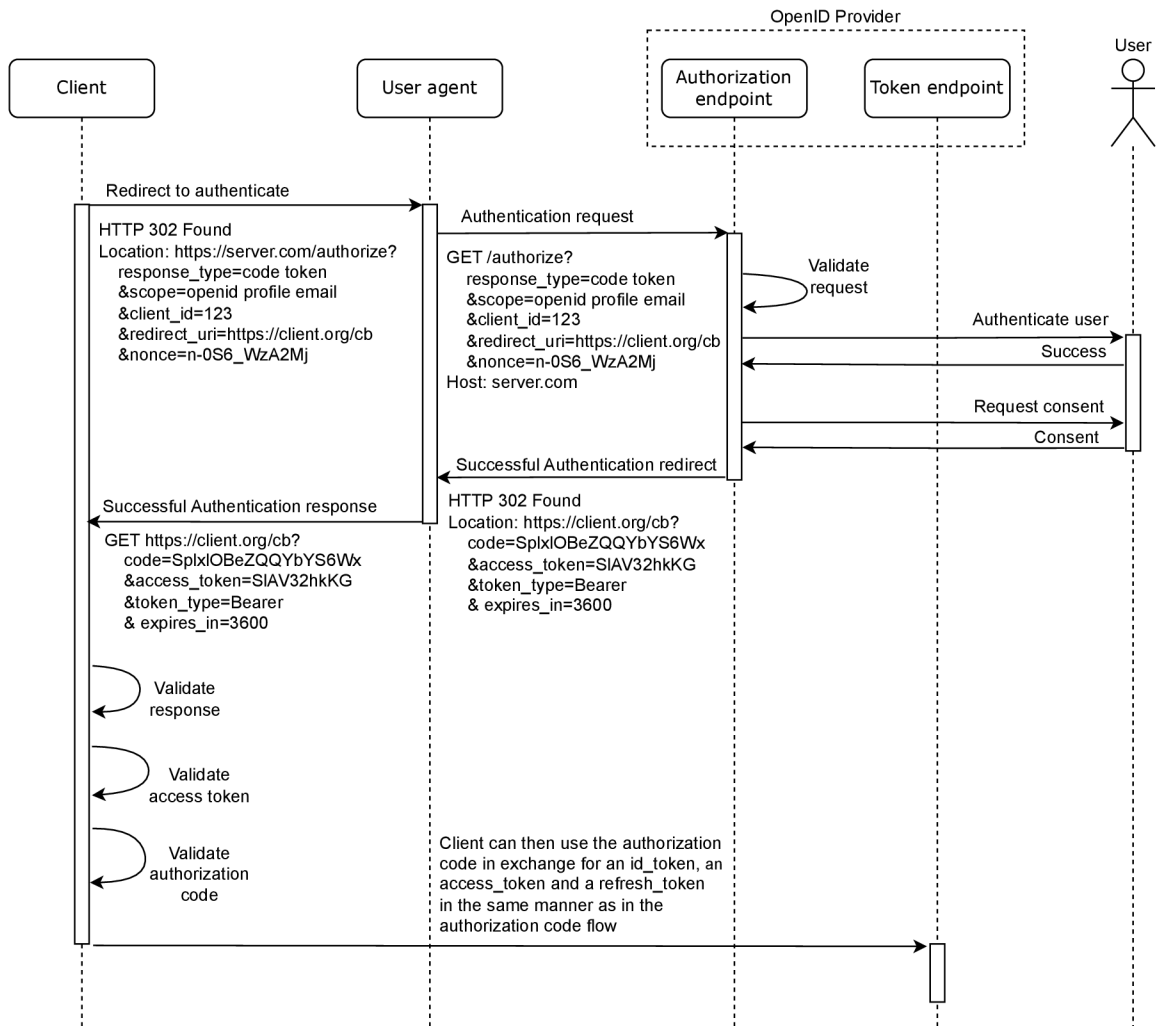 OpenID Provider
User
Client
User agent
Authorization
endpoint
Token endpoint
Redirect to authenticate
HTTP 302 Found
Location: https://server.com/authorize?
response_type=code token
&scope=openid profile email
&client_id=123
&redirect_uri=https://client.org/cb
&nonce=n-0S6_WzA2Mj
Authentication request
GET /authorize?
response_type=code token
&scope=openid profile email
&client_id=123
&redirect_uri=https://client.org/cb
&nonce=n-0S6_WzA2Mj
Host: server.com
Validate
request
Authenticate user
Success
Request consent
Consent
Successful Authentication redirect
HTTP 302 Found
Location: https://client.org/cb?
code=SplxlOBeZQQYbYS6Wx
&access_token=SlAV32hkKG
&token_type=Bearer
& expires_in=3600
Successful Authentication response
GET https://client.org/cb?
code=SplxlOBeZQQYbYS6Wx
&access_token=SlAV32hkKG
&token_type=Bearer
& expires_in=3600
Validate
response
Validate
access token
Validate
authorization
code
Client can then use the authorization
code in exchange for an id_token, an
access_token and a refresh_token
in the same manner as in the
authorization code flow